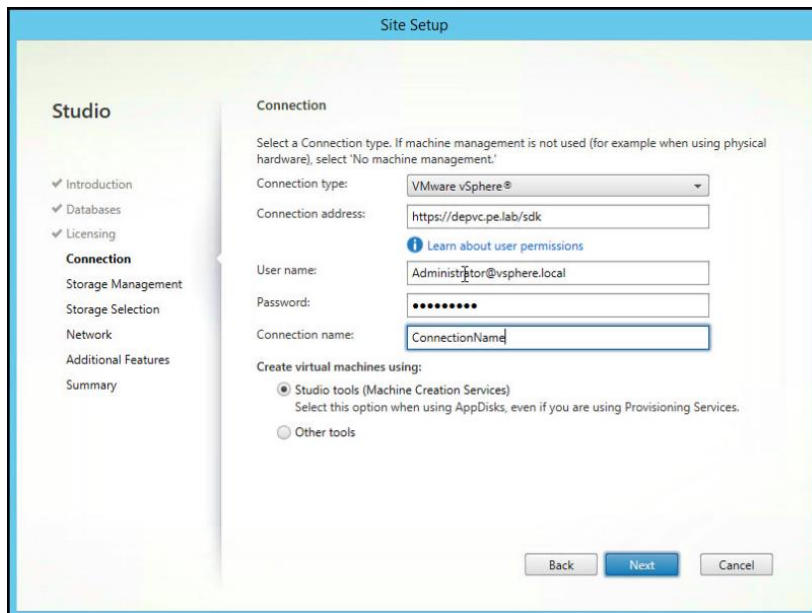 Site Setup
Studio
✔ Introduction
✔ Databases
✔ Licensing
Connection
Storage Management
Storage Selection
Network
Additional Features
Summary
Connection
Select a Connection type. If machine management is not used (for example when using physical
hardware), select 'No machine management.'
Connection type: VMware vSphere®
Connection address: https://depvc.pe.lab/sdk
Learn about user permissions
User name: Administrator@vsphere.local
Password: •••••••••
Connection name: ConnectionName
Create virtual machines using:
Studio tools (Machine Creation Services)
Select this option when using AppDisks, even if you are using Provisioning Services.
Other tools
Back Next Cancel